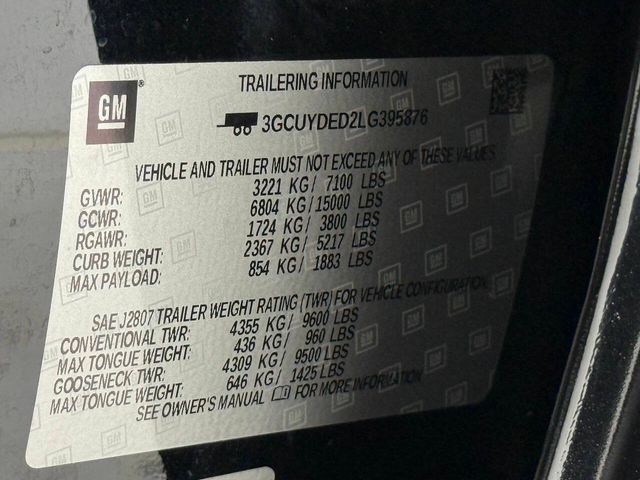 GM
®
TRAILERING INFORMATION
3GCUYDED2LG395876
VEHICLE AND TRAILER MUST NOT EXCEED ANY OF THESE VALUES
GVWR: 3221 KG/ 7100 LBS
GCWR: 6804 KG/ 15000 LBS
RGAWR: 1724 KG/ 3800 LBS
CURB WEIGHT: 2367 KG/ 5217 LBS
MAX PAYLOAD: 854 KG/ 1883 LBS
SAE J2807 TRAILER WEIGHT RATING (TWR) FOR VEHICLE CONFIGURATION
CONVENTIONAL TWR: 4355 KG/ 9600 LBS
MAX TONGUE WEIGHT: 436 KG/ 960 LBS
GOOSENECK TWR: 4309 KG/ 9500 LBS
MAX TONGUE WEIGHT: 646 KG/ 1425 LBS
SEE OWNER'S MANUAL FOR MORE INFORMATION